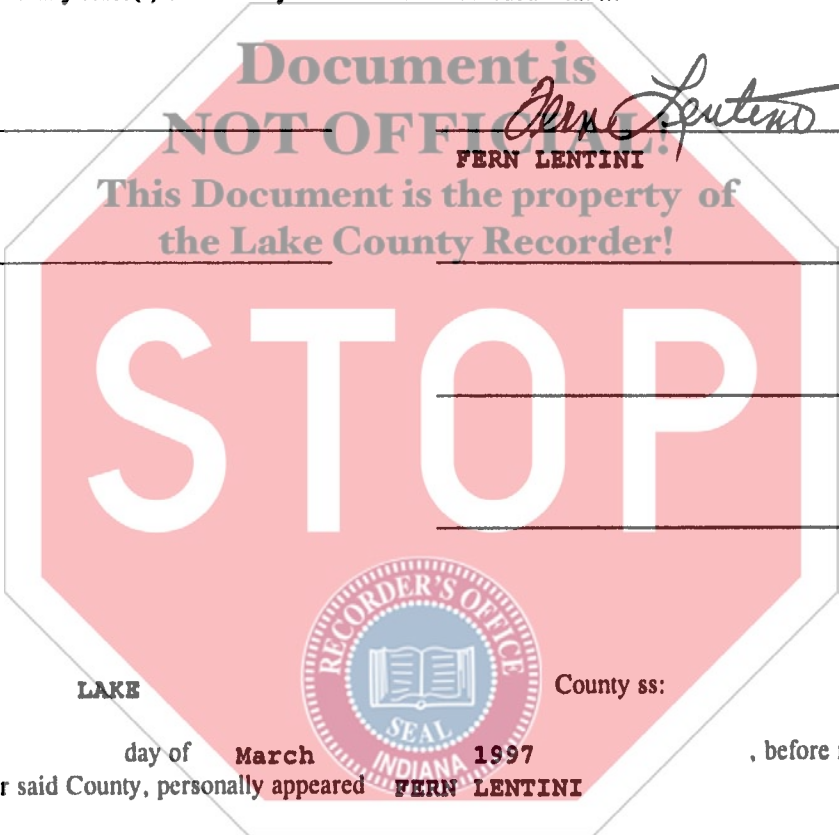 Document is
NOT OFFICIAL!
Fern Lentini
FERN LENTINI
This Document is the property of
the Lake County Recorder!
STOP
RECORDER'S OFFICE
SEAL
INDIANA
LAKE County ss:
day of March 1997 , before
said County, personally appeared FERN LENTINI